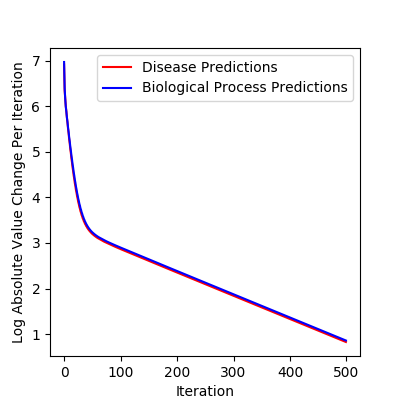 Disease Predictions
Biological Process Predictions
Log Absolute Value Change Per Iteration
7
6
5
4
3
2
1
0 100 200 300 400 500
Iteration